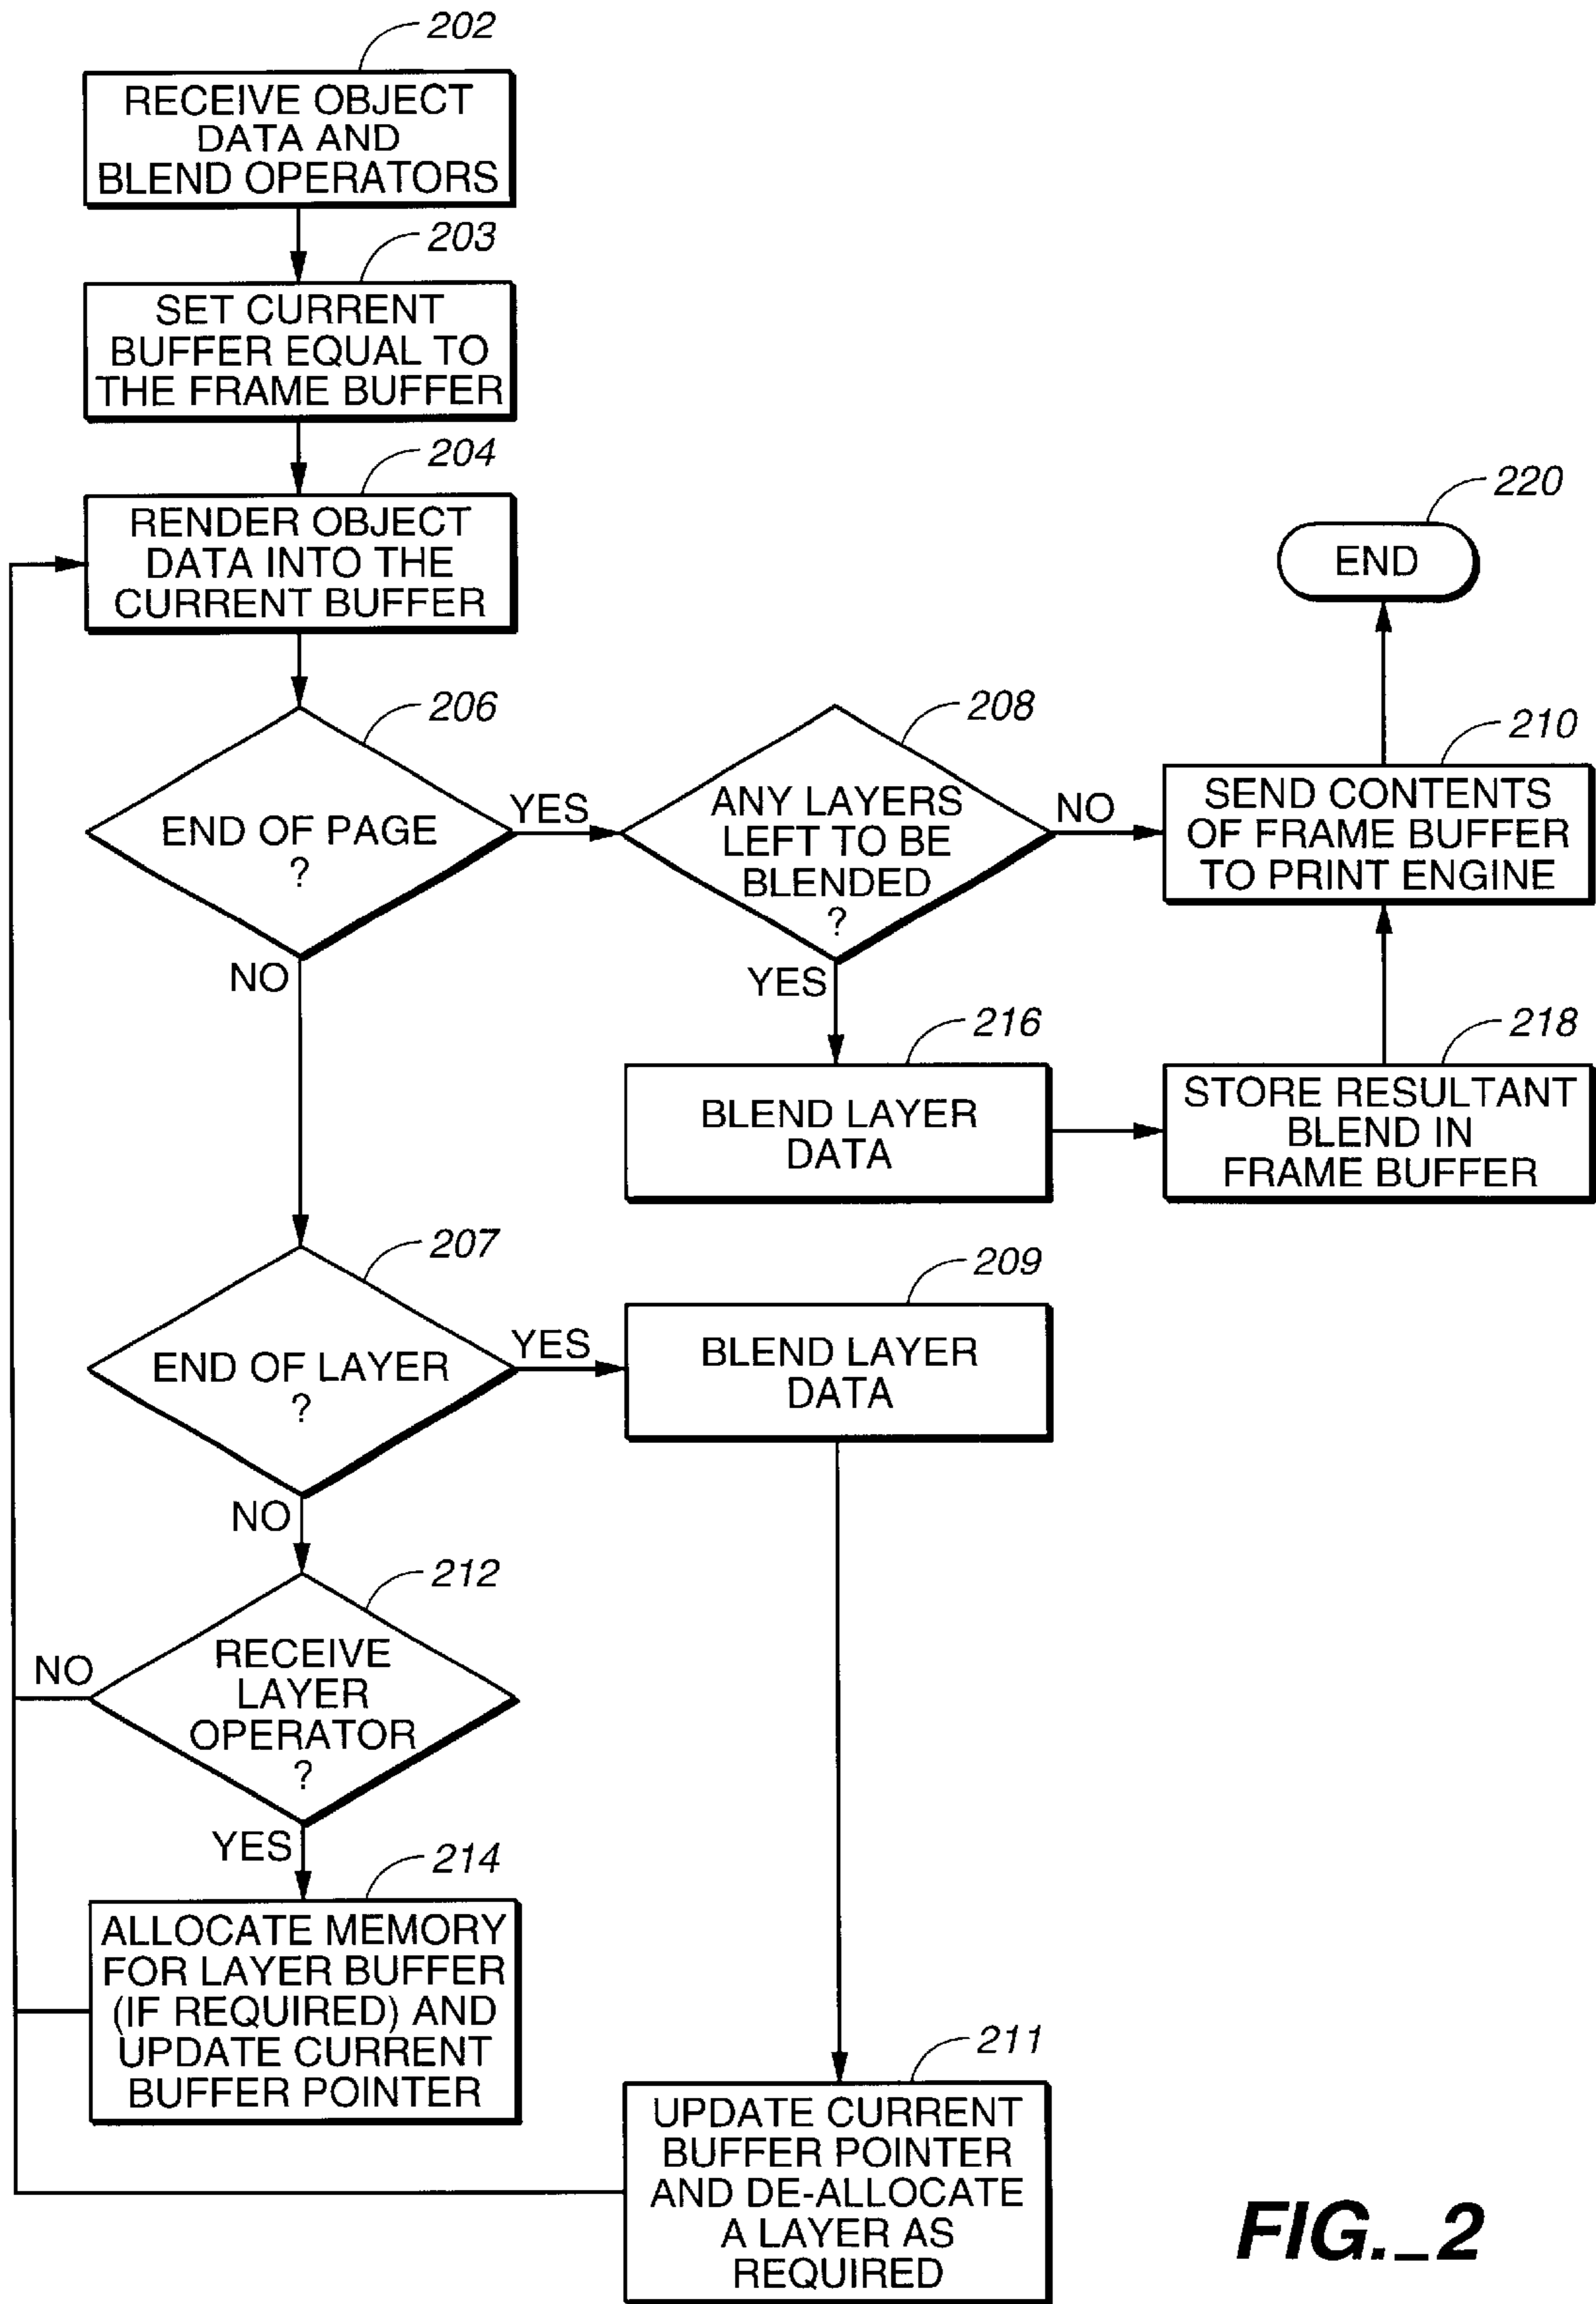 202
RECEIVE OBJECT
DATA AND
BLEND OPERATORS
203
SET CURRENT
BUFFER EQUAL TO
THE FRAME BUFFER
204
RENDER OBJECT
DATA INTO THE
CURRENT BUFFER
220
END
206
END OF PAGE
?
YES
NO
208
ANY LAYERS
LEFT TO BE
BLENDED
?
NO
YES
210
SEND CONTENTS
OF FRAME BUFFER
TO PRINT ENGINE
216
BLEND LAYER
DATA
218
STORE RESULTANT
BLEND IN
FRAME BUFFER
207
END OF LAYER
?
YES
NO
209
BLEND LAYER
DATA
212
RECEIVE
LAYER
OPERATOR
?
NO
YES
214
ALLOCATE MEMORY
FOR LAYER BUFFER
(IF REQUIRED) AND
UPDATE CURRENT
BUFFER POINTER
211
UPDATE CURRENT
BUFFER POINTER
AND DE-ALLOCATE
A LAYER AS
REQUIRED
FIG._2